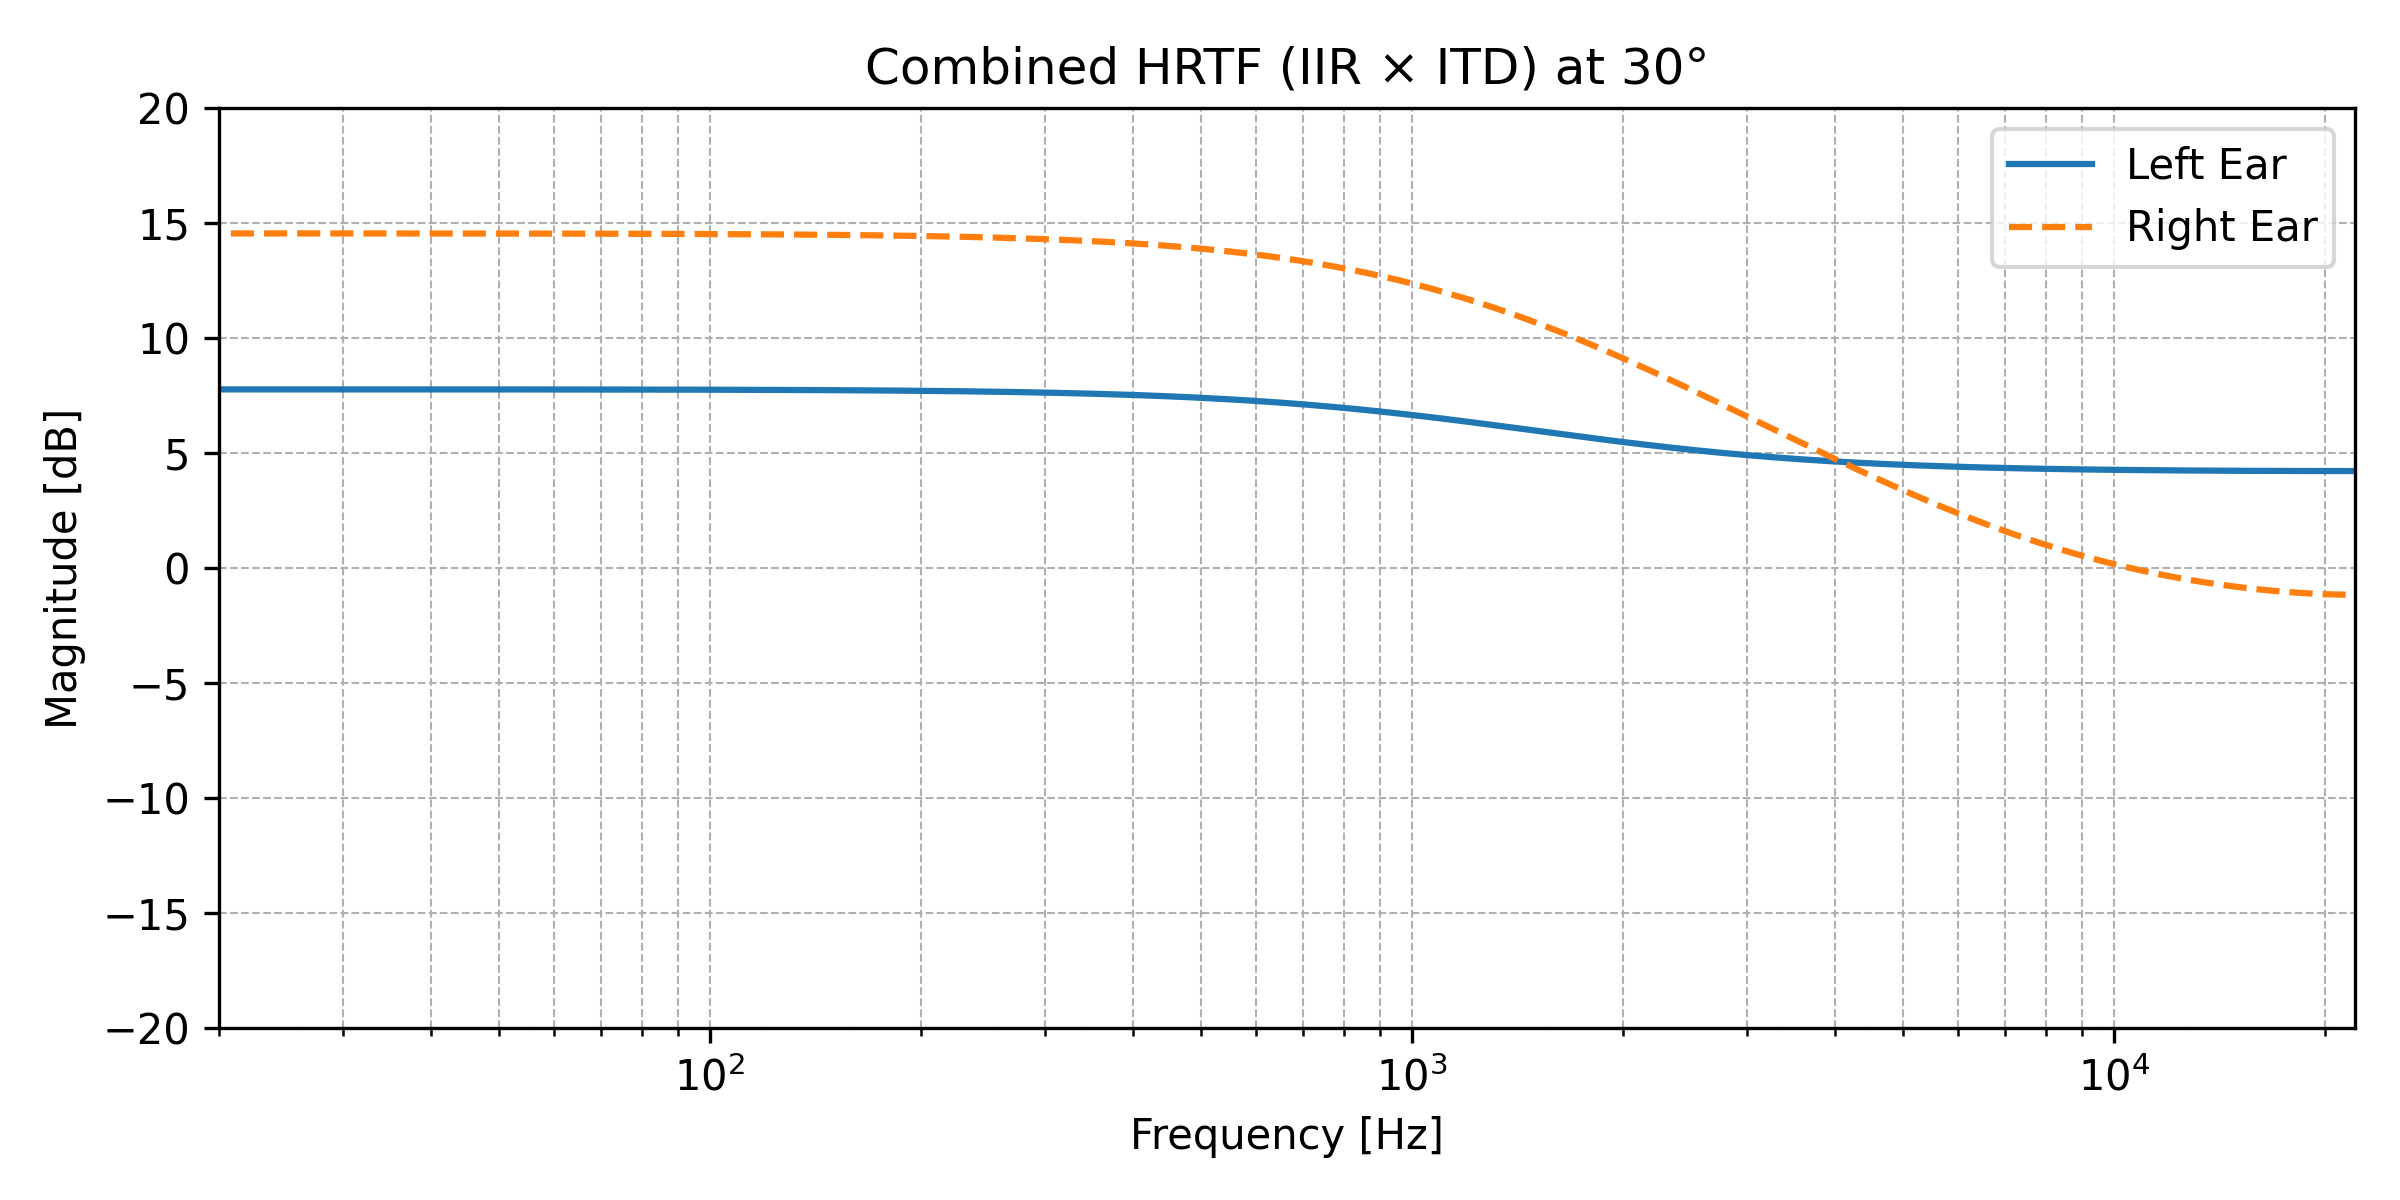 Combined HRTF (IIR × ITD) at 30°
20
15
10
5
0
−5
−10
−15
−20
Magnitude [dB]
Left Ear
Right Ear
10²
10³
10⁴
Frequency [Hz]